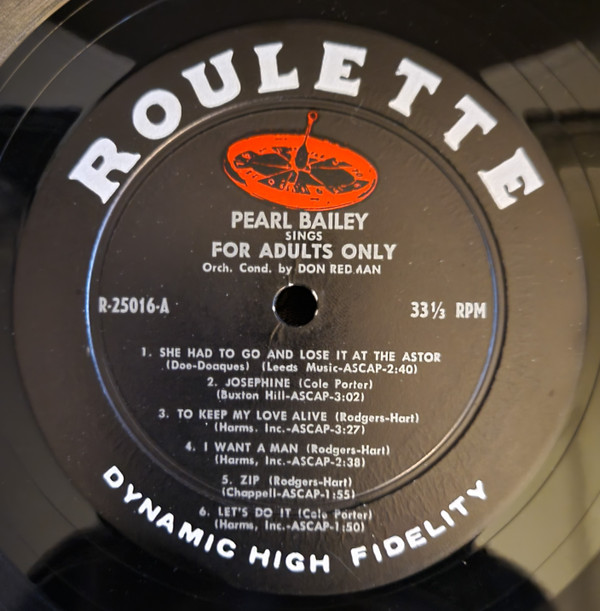 ROULETTE
PEARL BAILEY
SINGS
FOR ADULTS ONLY
Orch. Cond. by DON REDMAN
R-25016-A
33⅓ RPM
1. SHE HAD TO GO AND LOSE IT AT THE ASTOR
(Doe-Doaques) (Leeds Music-ASCAP-2:40)
2. JOSEPHINE (Cole Porter)
(Buxton Hill-ASCAP-3:02)
3. TO KEEP MY LOVE ALIVE (Rodgers-Hart)
(Harms, Inc.-ASCAP-3:27)
4. I WANT A MAN (Rodgers-Hart)
(Harms, Inc.-ASCAP-2:38)
5. ZIP (Rodgers-Hart)
(Chappell-ASCAP-1:55)
6. LET'S DO IT (Cole Porter)
(Harms, Inc.-ASCAP-1:50)
DYNAMIC HIGH FIDELITY